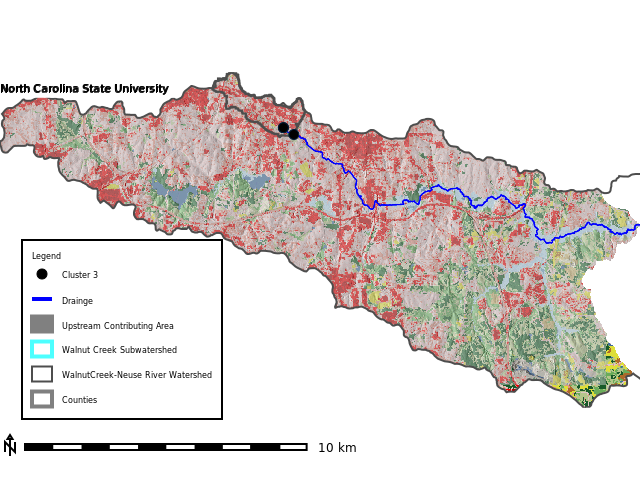 North Carolina State University
Legend
Cluster 3
Drainge
Upstream Contributing Area
Walnut Creek Subwatershed
WalnutCreek-Neuse River Watershed
Counties
N
10 km